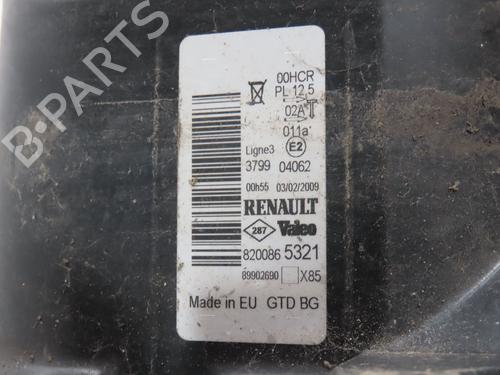 00HCR
PL 12,5
02A
011a
Ligne3 E2
3799 04062
00h55 03/02/2009
RENAULT
287 Valeo
820086 5321
89902690 X85
Made in EU GTD BG